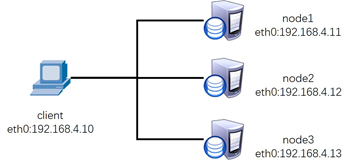 node1
eth0:192.168.4.11
node2
eth0:192.168.4.12
client
eth0:192.168.4.10
node3
eth0:192.168.4.13